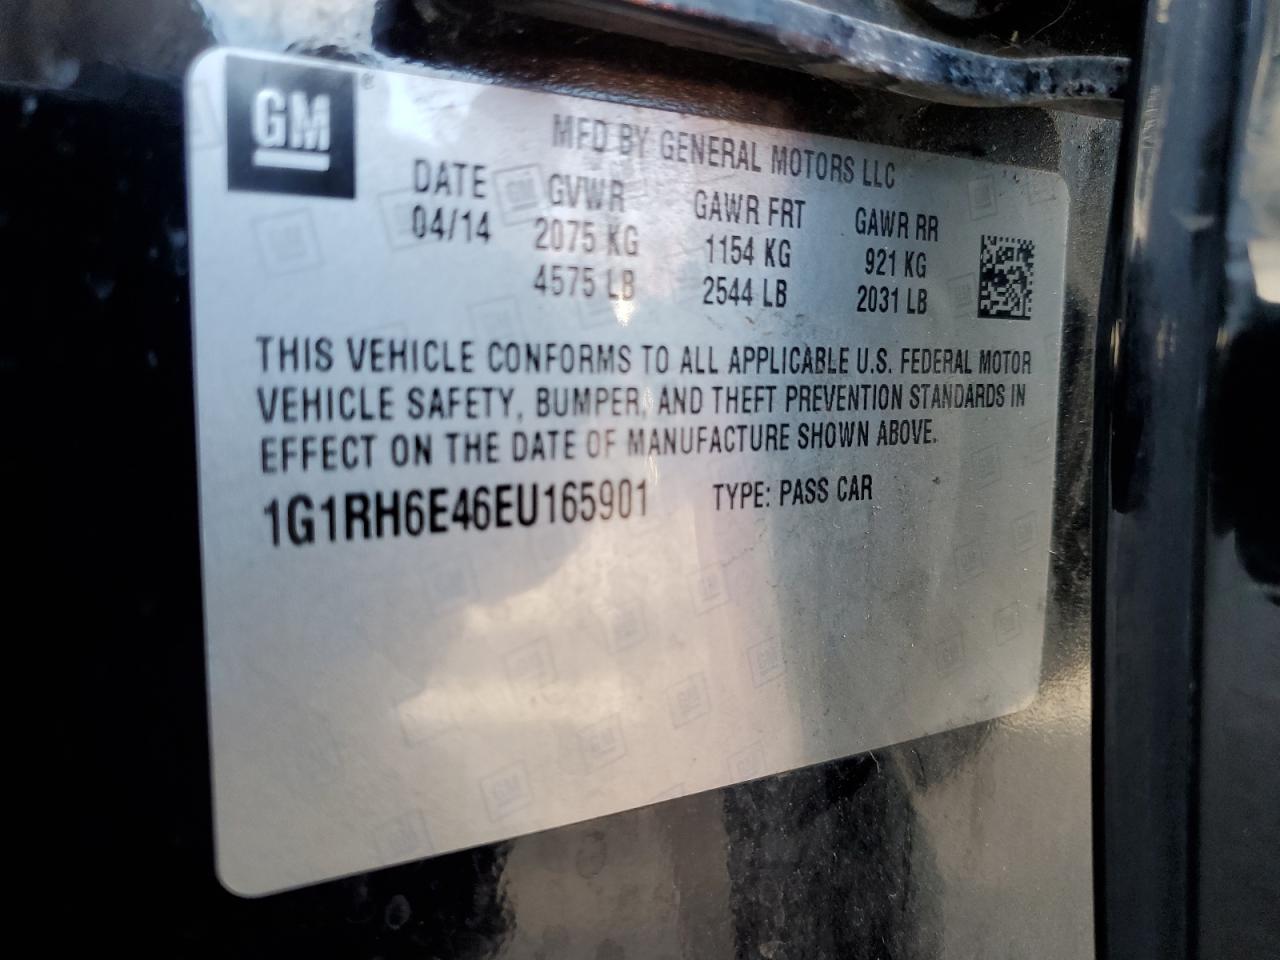 GM ®
MFD BY GENERAL MOTORS LLC
DATE GVWR GAWR FRT GAWR RR
04/14 2075 KG 1154 KG 921 KG
4575 LB 2544 LB 2031 LB
THIS VEHICLE CONFORMS TO ALL APPLICABLE U.S. FEDERAL MOTOR
VEHICLE SAFETY, BUMPER, AND THEFT PREVENTION STANDARDS IN
EFFECT ON THE DATE OF MANUFACTURE SHOWN ABOVE.
1G1RH6E46EU165901 TYPE: PASS CAR